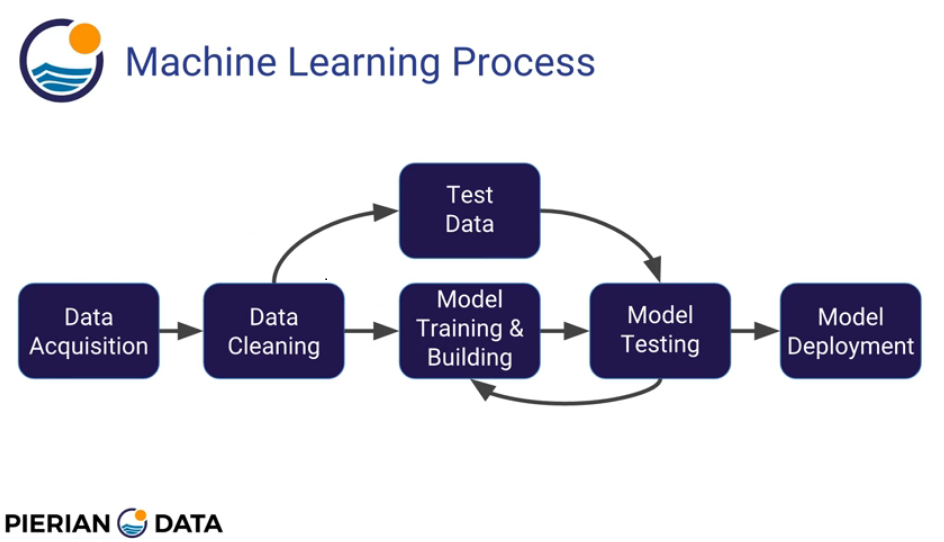 Machine Learning Process
Test
Data
Data
Acquisition
Data
Cleaning
Model
Training &
Building
Model
Testing
Model
Deployment
PIERIAN DATA